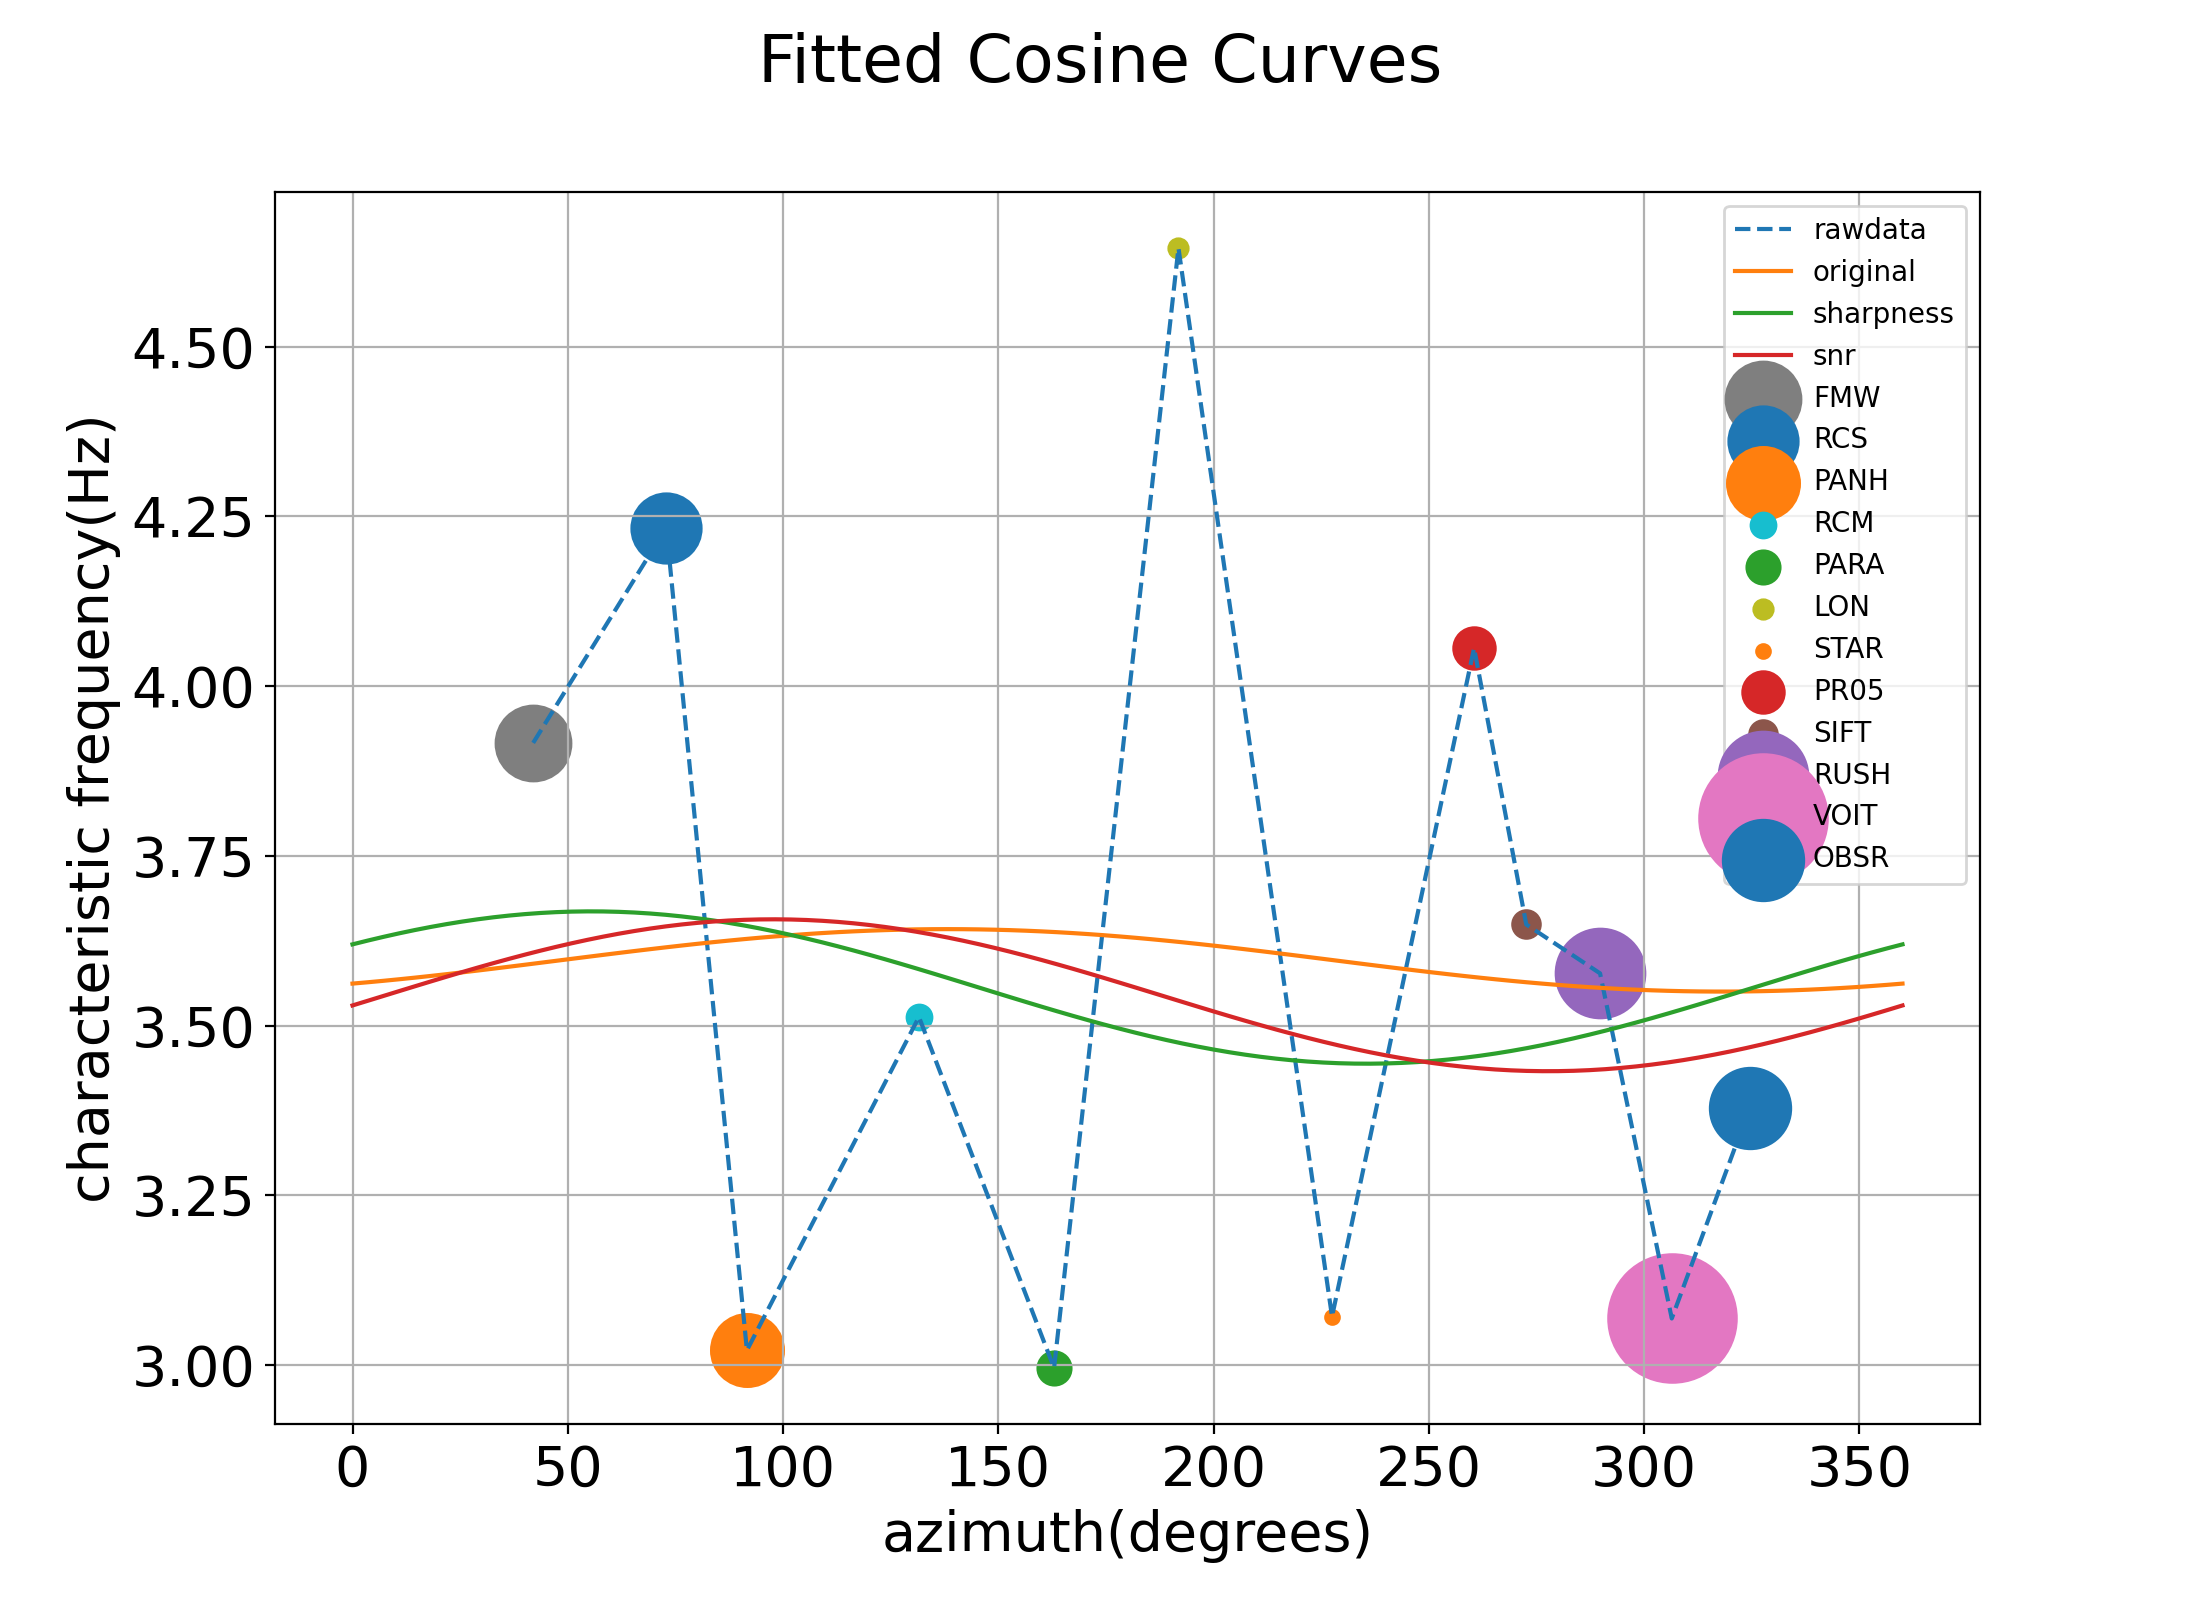 Fitted Cosine Curves
characteristic frequency(Hz)
4.50
4.25
4.00
3.75
3.50
3.25
3.00
rawdata
original
sharpness
snr
FMW
RCS
PANH
RCM
PARA
LON
STAR
PR05
SIFT
RUSH
VOIT
OBSR
0 50 100 150 200 250 300 350
azimuth(degrees)